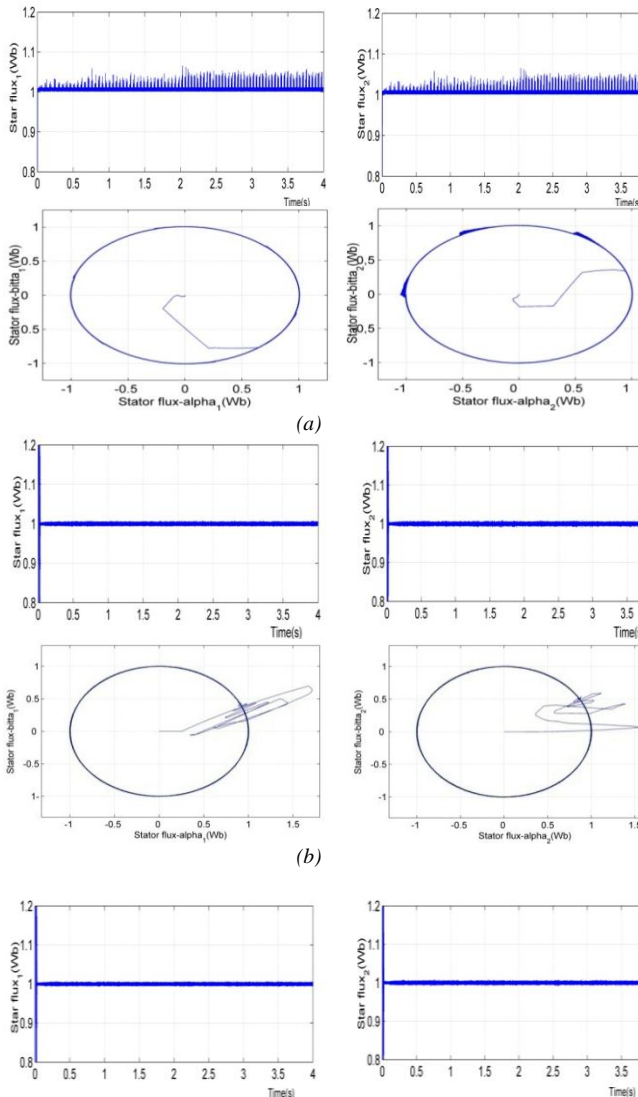 1.2
1.1
1
0.9
0.8
Star flux1(Wb)
0 0.5 1 1.5 2 2.5 3 3.5 4
Time(s)
1.2
1.1
1
0.9
0.8
Star flux2(Wb)
0 0.5 1 1.5 2 2.5 3 3.5
Time(s)
1
0.5
0
0.5
-1
Stator flux-bitta1(Wb)
-1 -0.5 0 0.5 1
Stator flux-alpha1(Wb)
1
0.5
0
0.5
-1
Stator flux-bitta2(Wb)
-1 -0.5 0 0.5 1
Stator flux-alpha2(Wb)
(a)
1.2
1.1
1
0.9
0.8
Star flux1(Wb)
0 0.5 1 1.5 2 2.5 3 3.5 4
Time(s)
1.2
1.1
1
0.9
0.8
Star flux2(Wb)
0 0.5 1 1.5 2 2.5 3 3.5
Time(s)
1
0.5
0
-0.5
-1
Stator flux-bitta1(Wb)
-1 -0.5 0 0.5 1 1.5
Stator flux-alpha1(Wb)
1
0.5
0
-0.5
-1
Stator flux-bitta2(Wb)
-1 -0.5 0 0.5 1 1.5
Stator flux-alpha2(Wb)
(b)
1.2
1.1
1
0.9
0.8
Star flux1(Wb)
0 0.5 1 1.5 2 2.5 3 3.5 4
Time(s)
1.2
1.1
1
0.9
0.8
Star flux2(Wb)
0 0.5 1 1.5 2 2.5 3 3.5
Time(s)